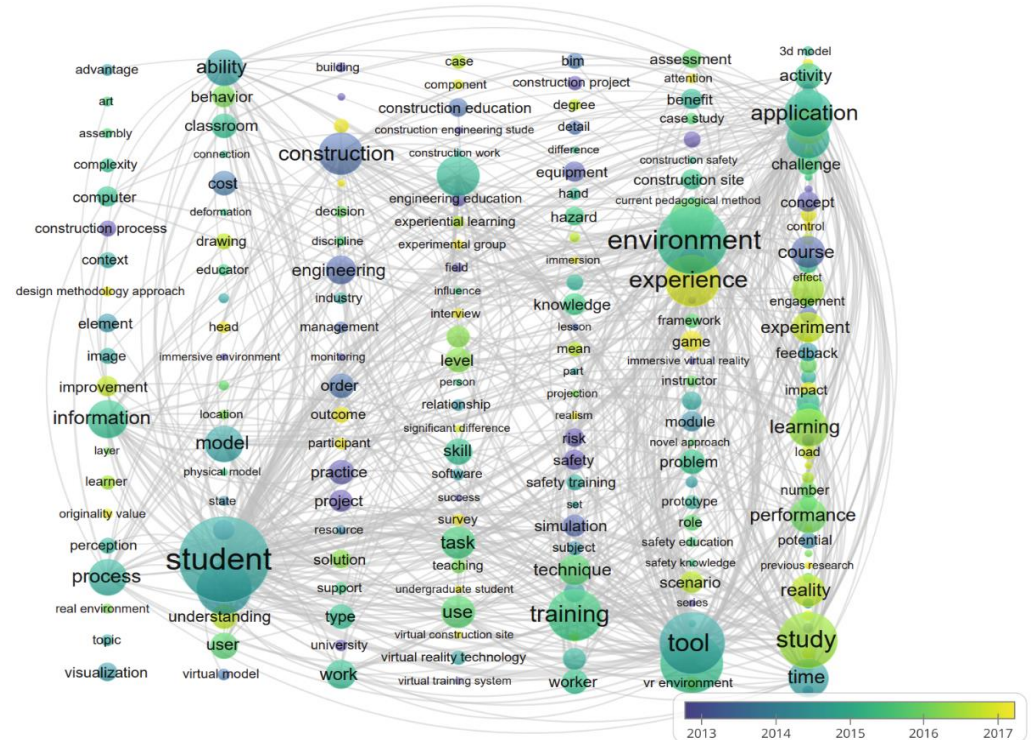 advantage
art
assembly
complexity
computer
construction process
context
design methodology approach
element
image
improvement
information
layer
learner
originality value
perception
process
real environment
topic
visualization
ability
behavior
classroom
connection
cost
deformation
drawing
educator
head
immersive environment
location
model
physical model
state
student
understanding
user
virtual model
building
construction
decision
discipline
engineering
industry
management
monitoring
order
outcome
participant
practice
project
resource
solution
support
type
university
work
case
component
construction education
construction engineering stude
construction work
engineering education
experiential learning
experimental group
field
influence
interview
level
person
relationship
significant difference
skill
software
success
survey
task
teaching
undergraduate student
use
virtual construction site
virtual reality technology
virtual training system
bim
construction project
degree
detail
difference
equipment
hand
hazard
immersion
knowledge
lesson
mean
part
projection
realism
risk
safety
safety training
set
simulation
subject
technique
training
worker
assessment
attention
benefit
case study
construction safety
construction site
current pedagogical method
environment
experience
framework
game
immersive virtual reality
instructor
module
novel approach
problem
prototype
role
safety education
safety knowledge
scenario
series
tool
vr environment
3d model
activity
application
challenge
concept
control
course
effect
engagement
experiment
feedback
impact
learning
load
number
performance
potential
previous research
reality
study
time
2013 2014 2015 2016 2017